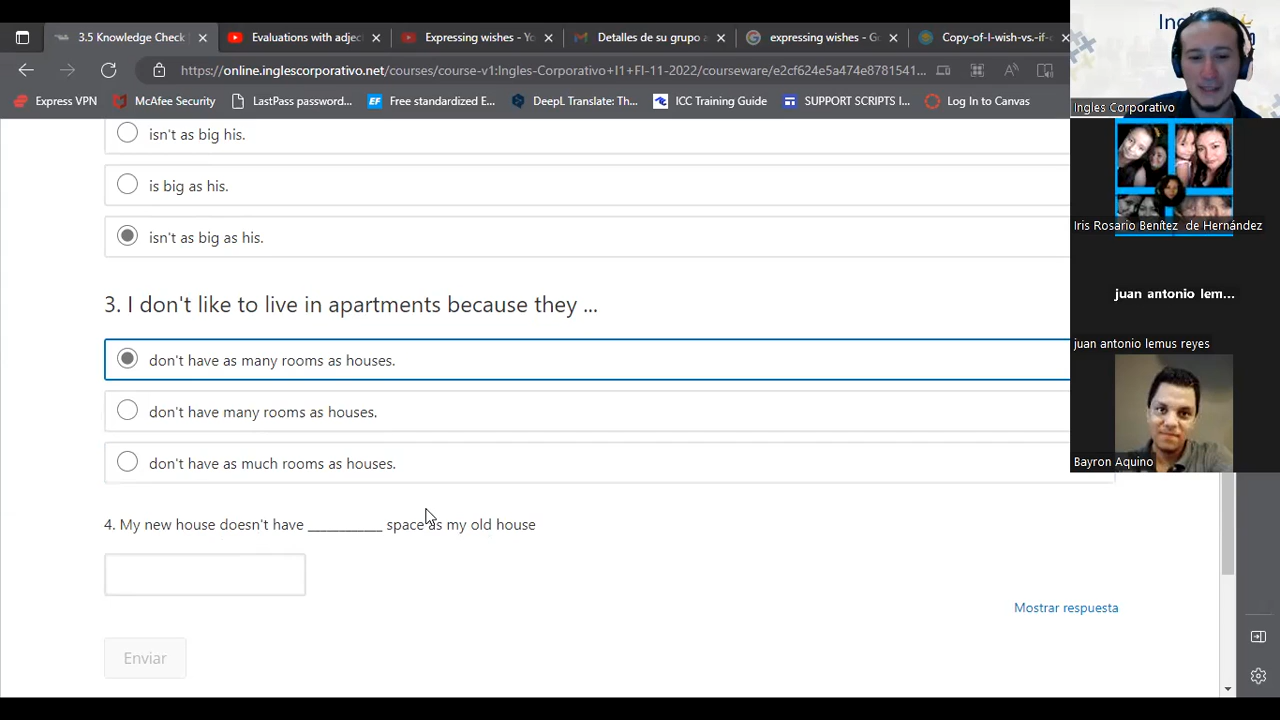 3.5 Knowledge Check
Evaluations with adjec
Expressing wishes - Yo
Detalles de su grupo a
expressing wishes - Go
Copy-of-I-wish-vs.-if-o
https://online.inglescorporativo.net/courses/course-v1:Ingles-Corporativo+I1+FI-11-2022/courseware/e2cf624e5a474e8781541...
Express VPN
McAfee Security
LastPass password...
Free standardized E...
DeepL Translate: Th...
ICC Training Guide
SUPPORT SCRIPTS I...
Log In to Canvas
Ingles Corporativo
isn't as big his.
is big as his.
isn't as big as his.
Iris Rosario Benítez de Hernández
3. I don't like to live in apartments because they ...
juan antonio lem...
juan antonio lemus reyes
don't have as many rooms as houses.
don't have many rooms as houses.
don't have as much rooms as houses.
Bayron Aquino
4. My new house doesn't have ____________ space as my old house
Mostrar respuesta
Enviar